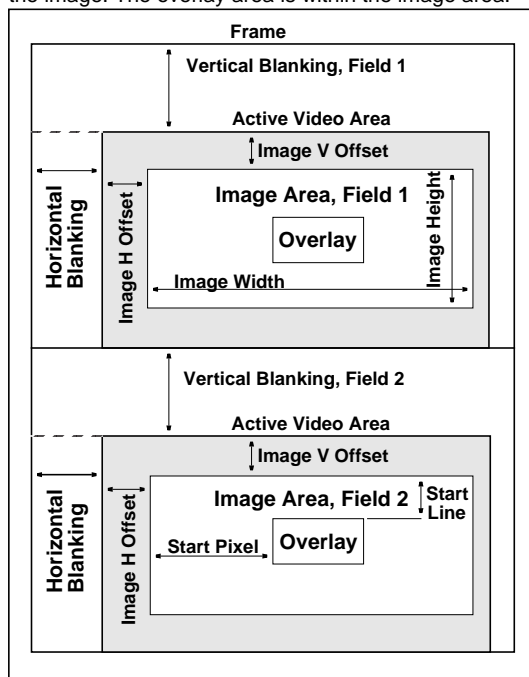 the image. The overlay area is within the image area.
Frame
Vertical Blanking, Field 1
Active Video Area
Image V Offset
Horizontal
Blanking
Image H Offset
Image Area, Field 1
Image Height
Overlay
Image Width
Vertical Blanking, Field 2
Active Video Area
Image V Offset
Horizontal
Blanking
Image H Offset
Image Area, Field 2
Start
Line
Start Pixel
Overlay